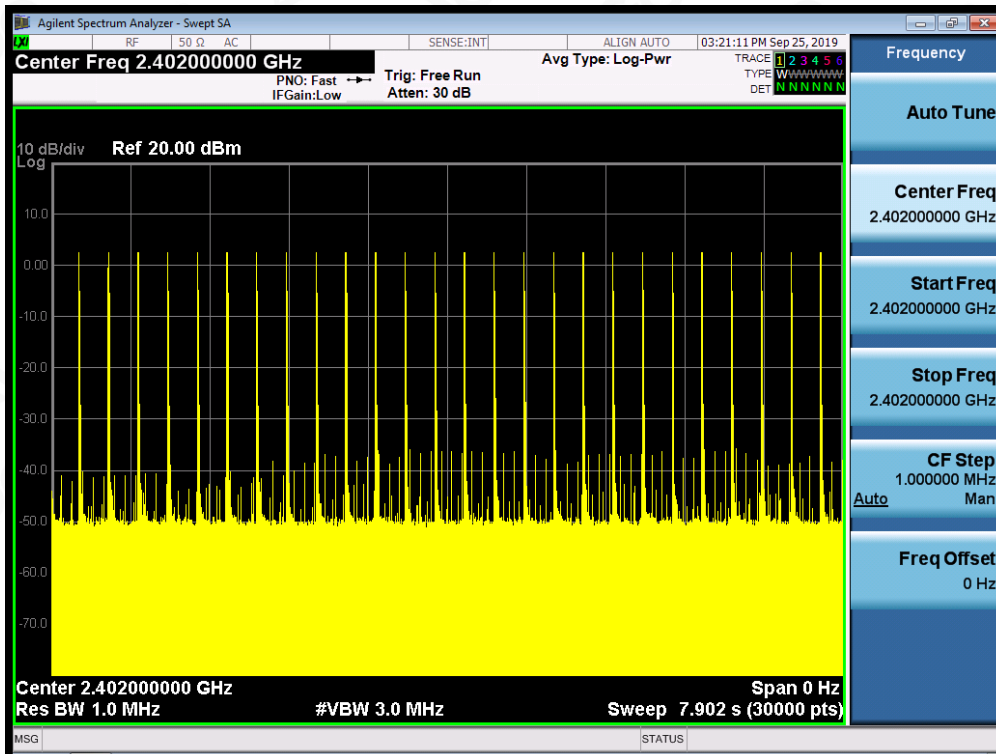 Agilent Spectrum Analyzer - Swept SA
LXI RF 50 Ω AC SENSE:INT ALIGN AUTO 03:21:11 PM Sep 25, 2019
Center Freq 2.402000000 GHz
PNO: Fast
IFGain:Low
Trig: Free Run
Atten: 30 dB
Avg Type: Log-Pwr
TRACE 1 2 3 4 5 6
TYPE WWWWWW
DET N N N N N N
10 dB/div Ref 20.00 dBm
Log
10.0
0.00
-10.0
-20.0
-30.0
-40.0
-50.0
-60.0
-70.0
Center 2.402000000 GHz Span 0 Hz
Res BW 1.0 MHz #VBW 3.0 MHz Sweep 7.902 s (30000 pts)
MSG STATUS
Frequency
Auto Tune
Center Freq
2.402000000 GHz
Start Freq
2.402000000 GHz
Stop Freq
2.402000000 GHz
CF Step
1.000000 MHz
Auto Man
Freq Offset
0 Hz